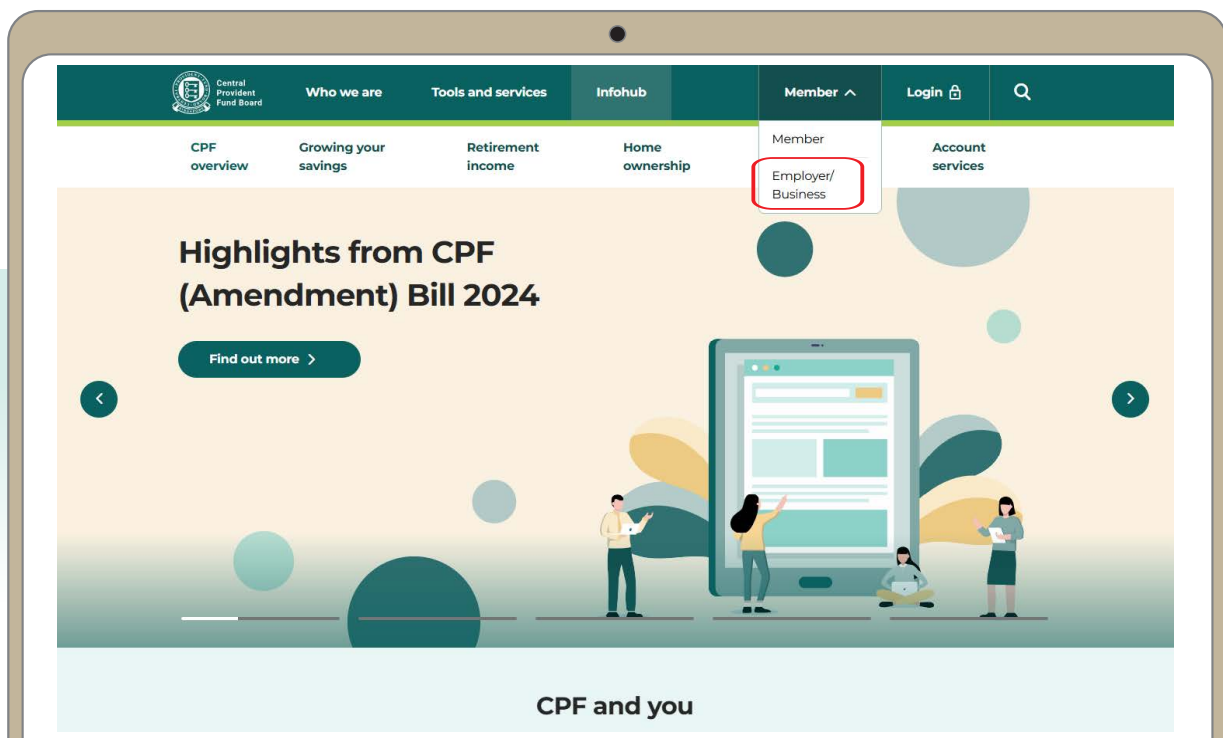 Central
Provident
Fund Board
Who we are
Tools and services
Infohub
Member
Login
CPF
overview
Growing your
savings
Retirement
income
Home
ownership
Member
Employer/
Business
Account
services
Highlights from CPF
(Amendment) Bill 2024
Find out more
CPF and you